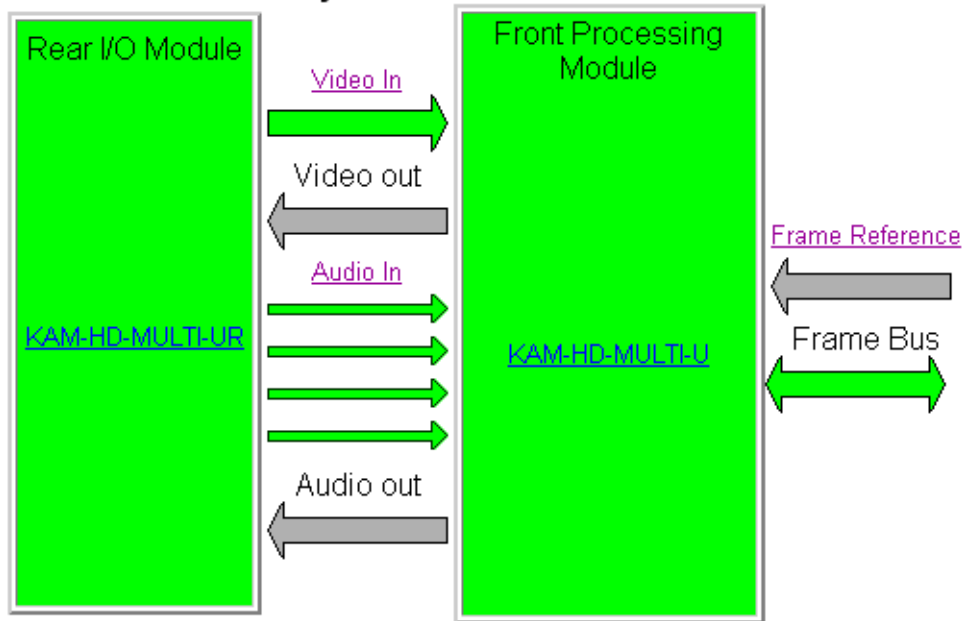 Rear I/O Module
KAM-HD-MULTI-UR
Video In
Video out
Audio In
Audio out
Front Processing
Module
KAM-HD-MULTI-U
Frame Reference
Frame Bus